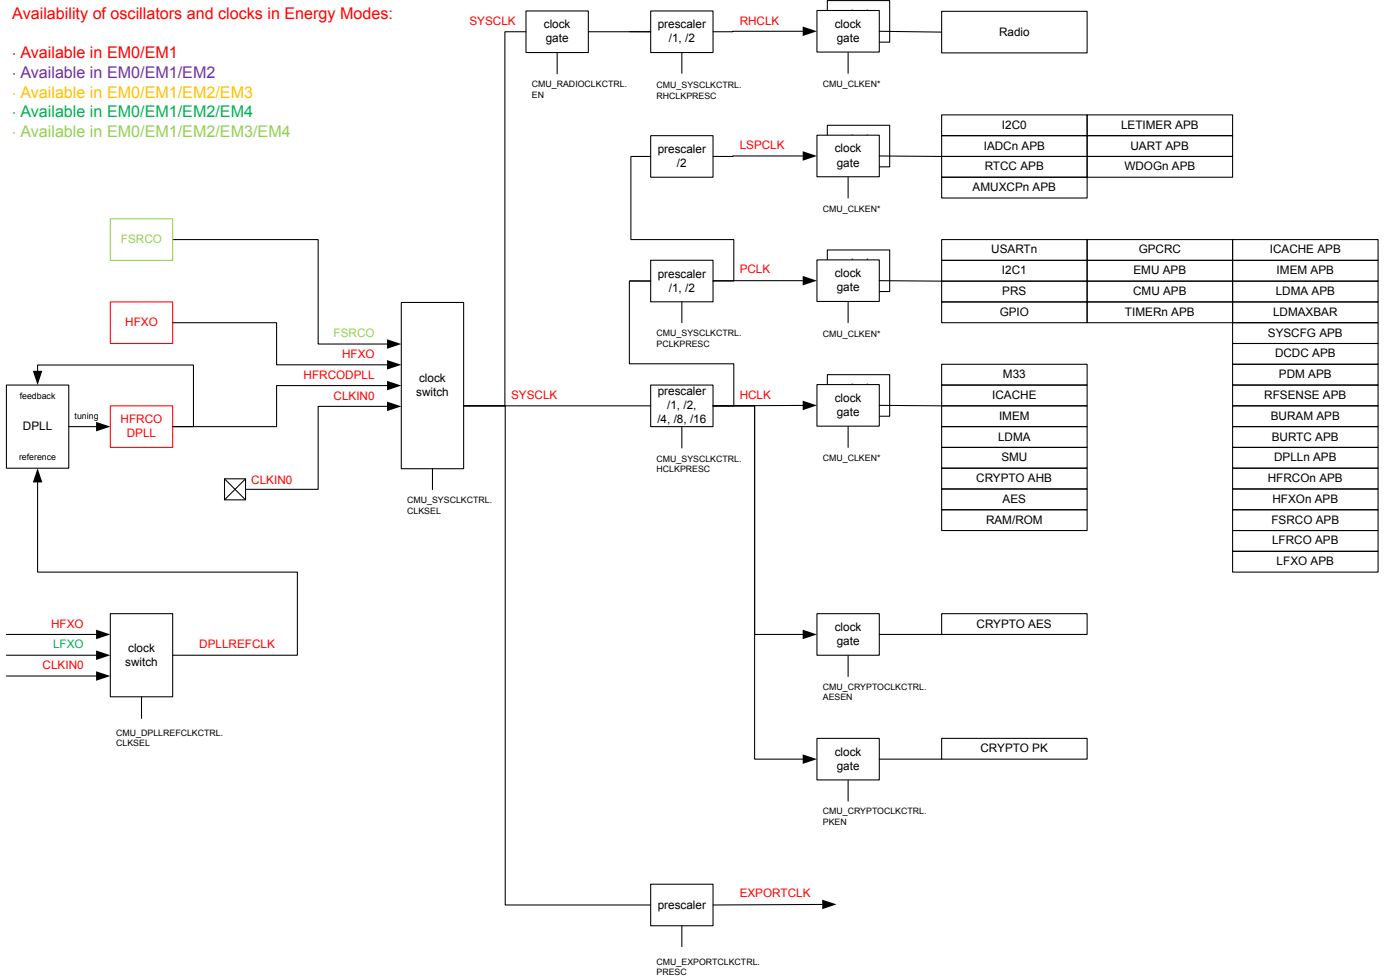 Availability of oscillators and clocks in Energy Modes:
· Available in EM0/EM1
· Available in EM0/EM1/EM2
· Available in EM0/EM1/EM2/EM3
· Available in EM0/EM1/EM2/EM4
· Available in EM0/EM1/EM2/EM3/EM4
SYSCLK
clock
gate
CMU_RADIOCLKCTRL.
EN
prescaler
/1, /2
CMU_SYSCLKCTRL.
RHCLKPRESC
RHCLK
clock
gate
CMU_CLKEN*
Radio
prescaler
/2
LSPCLK
clock
gate
CMU_CLKEN*
I2C0
LETIMER APB
IADCn APB
UART APB
RTCC APB
WDOGn APB
AMUXCPn APB
prescaler
/1, /2
CMU_SYSCLKCTRL.
PCLKPRESC
PCLK
clock
gate
CMU_CLKEN*
USARTn
GPCRC
ICACHE APB
I2C1
EMU APB
IMEM APB
PRS
CMU APB
LDMA APB
GPIO
TIMERn APB
LDMAXBAR
SYSCFG APB
DCDC APB
PDM APB
RFSENSE APB
BURAM APB
BURTC APB
DPLLn APB
HFRCOn APB
HFXOn APB
FSRCO APB
LFRCO APB
LFXO APB
FSRCO
HFXO
feedback
DPLL
reference
tuning
HFRCO
DPLL
FSRCO
HFXO
HFRCODPLL
CLKIN0
CLKIN0
clock
switch
CMU_SYSCLKCTRL.
CLKSEL
SYSCLK
prescaler
/1, /2,
/4, /8, /16
CMU_SYSCLKCTRL.
HCLKPRESC
HCLK
clock
gate
CMU_CLKEN*
M33
ICACHE
IMEM
LDMA
SMU
CRYPTO AHB
AES
RAM/ROM
HFXO
LFXO
CLKIN0
clock
switch
DPLLREFCLK
CMU_DPLLREFCLKCTRL.
CLKSEL
clock
gate
CMU_CRYPTOCLKCTRL.
AESEN
CRYPTO AES
clock
gate
CMU_CRYPTOCLKCTRL.
PKEN
CRYPTO PK
prescaler
CMU_EXPORTCLKCTRL.
PRESC
EXPORTCLK